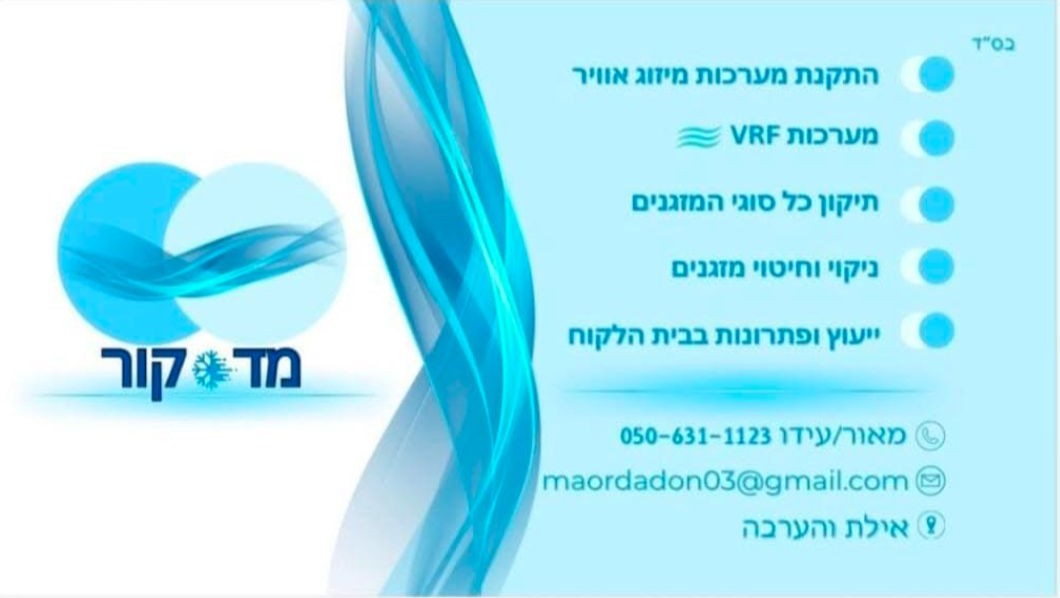 בס"ד
התקנת מערכות מיזוג אוויר
מערכות VRF
תיקון כל סוגי המזגנים
ניקוי וחיטוי מזגנים
ייעוץ ופתרונות בבית הלקוח
מאור/עידו 050-631-1123
maordadon03@gmail.com
אילת והערבה
מד קור